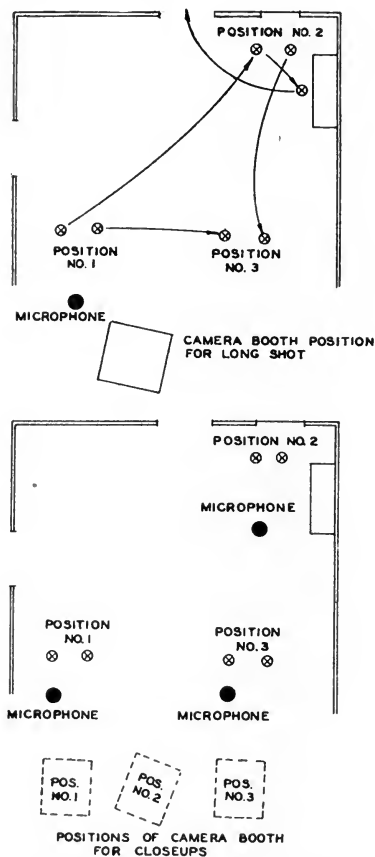 POSITION NO. 2
POSITION
NO. 1
POSITION
NO. 3
MICROPHONE
CAMERA BOOTH POSITION
FOR LONG SHOT
POSITION NO. 2
MICROPHONE
POSITION
NO. 1
POSITION
NO. 3
MICROPHONE
MICROPHONE
POS.
NO. 1
POS.
NO. 2
POS.
NO. 3
POSITIONS OF CAMERA BOOTH
FOR CLOSEUPS